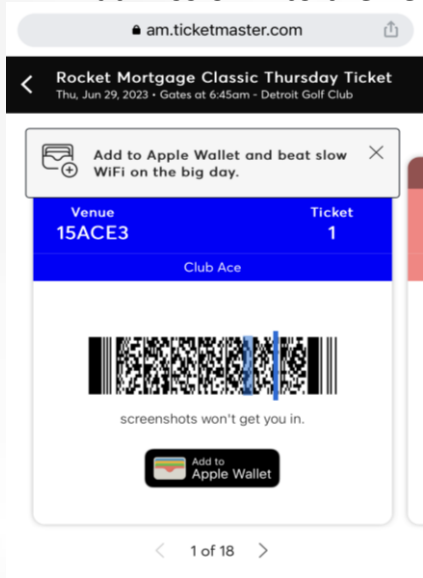 am.ticketmaster.com
Rocket Mortgage Classic Thursday Ticket
Thu, Jun 29, 2023 • Gates at 6:45am - Detroit Golf Club
Add to Apple Wallet and beat slow
WiFi on the big day.
Venue Ticket
15ACE3 1
Club Ace
screenshots won't get you in.
Add to
Apple Wallet
1 of 18